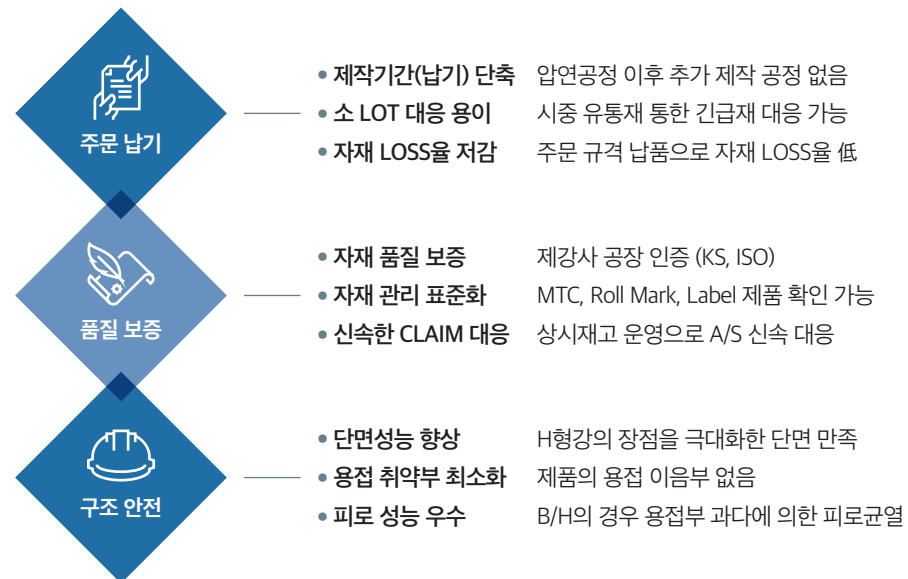 주문 납기
• 제작기간(납기) 단축 압연공정 이후 추가 제작 공정 없음
• 소 LOT 대응 용이 시중 유통재 통한 긴급재 대응 가능
• 자재 LOSS율 저감 주문 규격 납품으로 자재 LOSS율 低
품질 보증
• 자재 품질 보증 제강사 공장 인증 (KS, ISO)
• 자재 관리 표준화 MTC, Roll Mark, Label 제품 확인 가능
• 신속한 CLAIM 대응 상시재고 운영으로 A/S 신속 대응
구조 안전
• 단면성능 향상 H형강의 장점을 극대화한 단면 만족
• 용접 취약부 최소화 제품의 용접 이음부 없음
• 피로 성능 우수 B/H의 경우 용접부 과다에 의한 피로균열